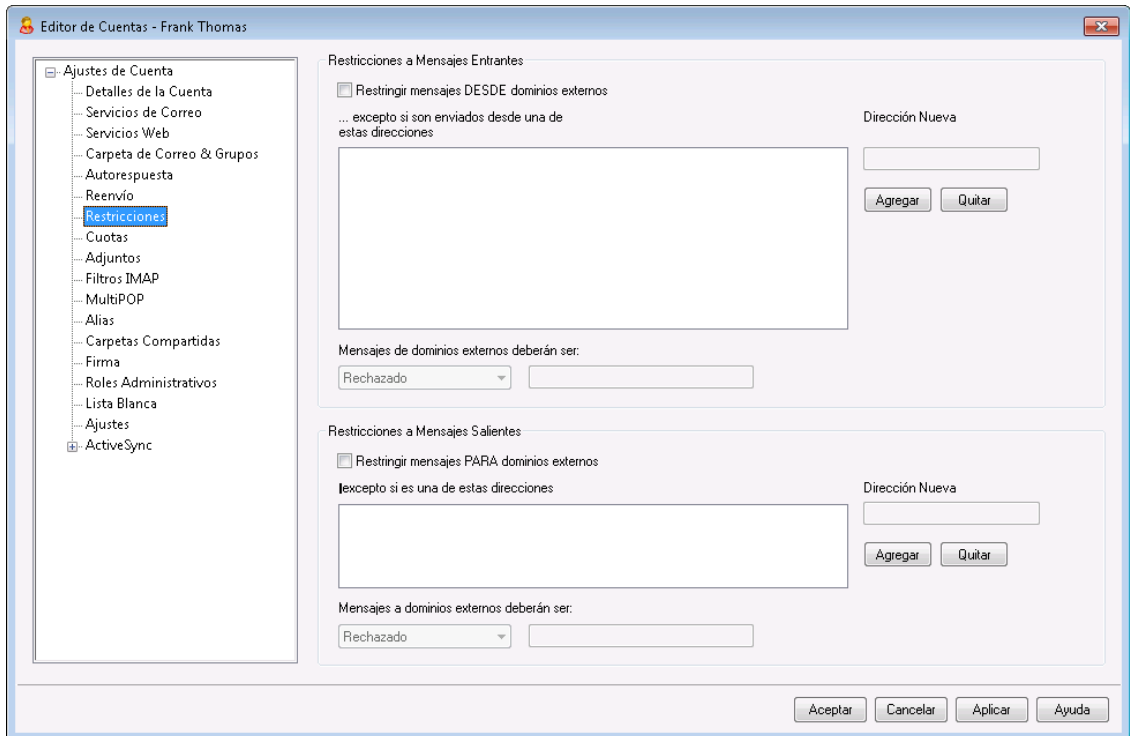 Editor de Cuentas - Frank Thomas
Ajustes de Cuenta
Detalles de la Cuenta
Servicios de Correo
Servicios Web
Carpeta de Correo & Grupos
Autorespuesta
Reenvío
Restricciones
Cuotas
Adjuntos
Filtros IMAP
MultiPOP
Alias
Carpetas Compartidas
Firma
Roles Administrativos
Lista Blanca
Ajustes
ActiveSync
Restricciones a Mensajes Entrantes
Restringir mensajes DESDE dominios externos
... excepto si son enviados desde una de
estas direcciones
Dirección Nueva
Agregar
Quitar
Mensajes de dominios externos deberán ser:
Rechazado
Restricciones a Mensajes Salientes
Restringir mensajes PARA dominios externos
excepto si es una de estas direcciones
Dirección Nueva
Agregar
Quitar
Mensajes a dominios externos deberán ser:
Rechazado
Aceptar
Cancelar
Aplicar
Ayuda